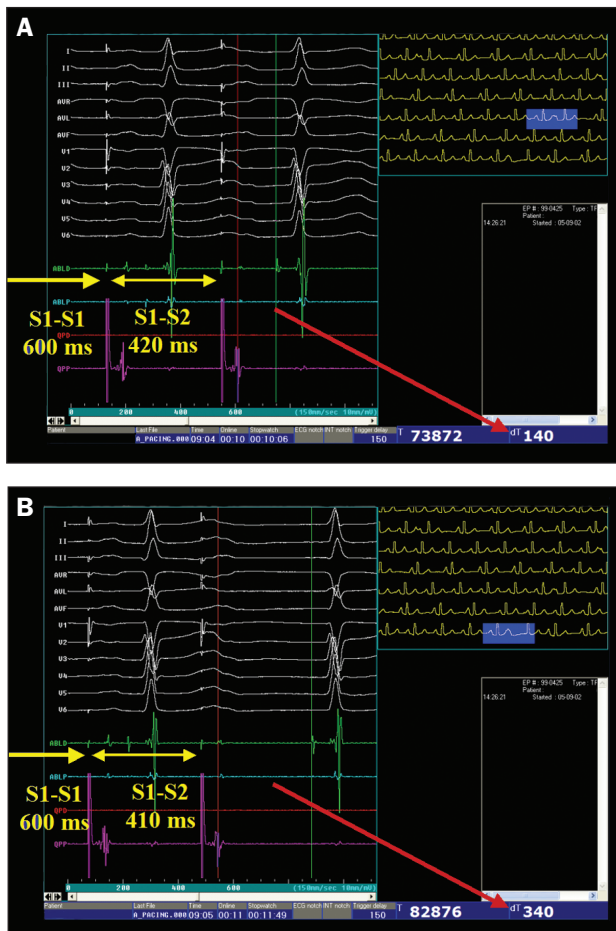 A
I
II
III
AVR
AVL
AVF
V1
V2
V3
V4
V5
V6
ABLD
ABLP
QPD
QPP
S1-S1
600 ms
S1-S2
420 ms
EP # : 99-0425 Type : TF
Patient :
14:26:21 Started : 05-09-02
0 200 400 600 (150mm/sec 10mm/mV)
Patient Last File Time Online Stopwatch ECG notch INT notch Trigger delay
A_PACING.000 09:04 00:10 00:10:06 150 T 73872 dT 140
B
I
II
III
AVR
AVL
AVF
V1
V2
V3
V4
V5
V6
ABLD
ABLP
QPD
QPP
S1-S1
600 ms
S1-S2
410 ms
EP # : 99-0425 Type : TF
Patient :
14:26:21 Started : 05-09-02
0 200 400 600 (150mm/sec 10mm/mV)
Patient Last File Time Online Stopwatch ECG notch INT notch Trigger delay
A_PACING.000 09:05 00:11 00:11:49 150 T 82876 dT 340